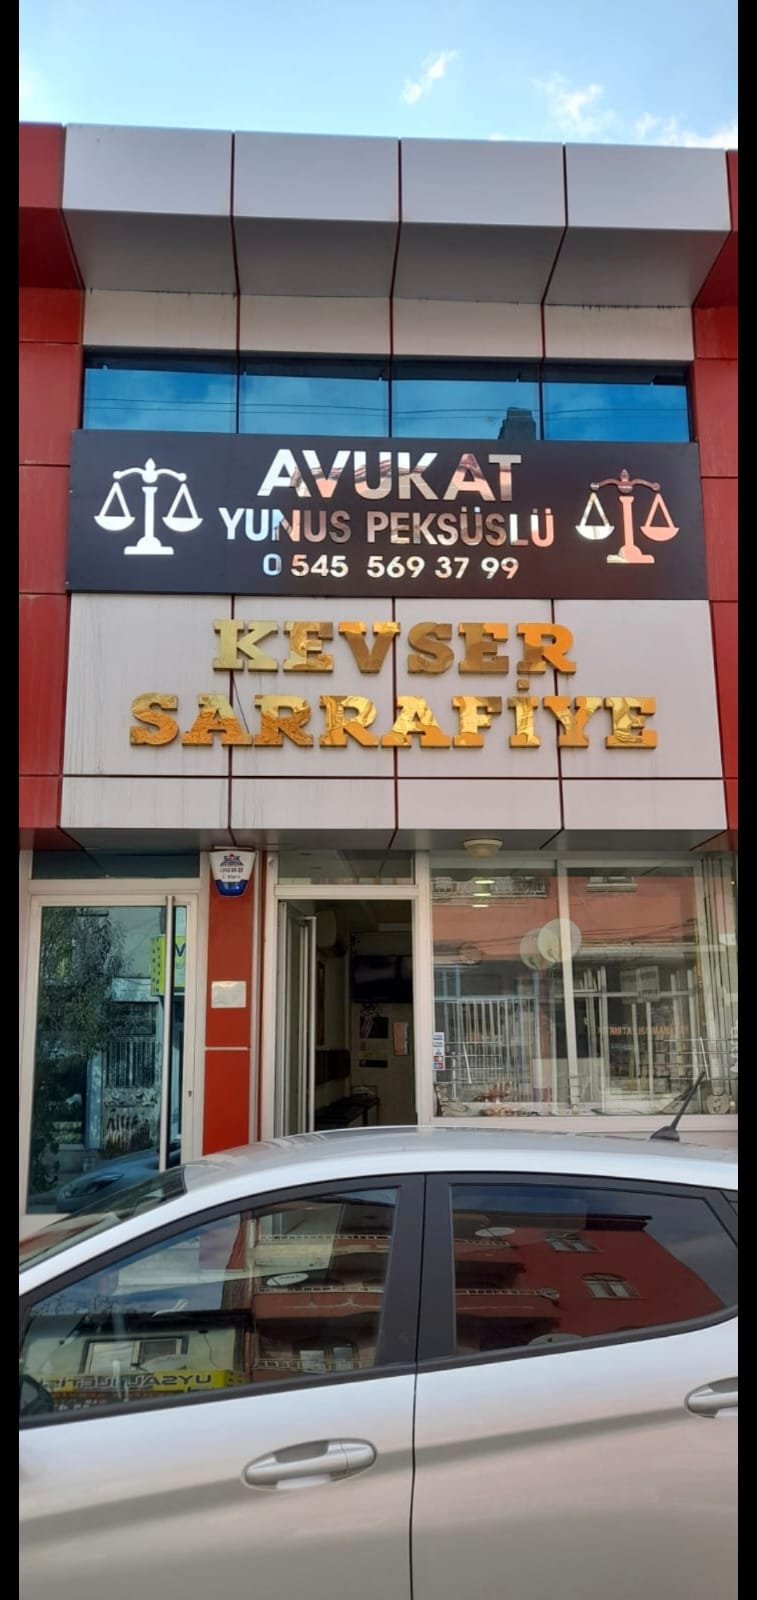 AVUKAT
YUNUS PEKSÜSLÜ
0 545 569 37 99
KEVSER
SARRAFİYE